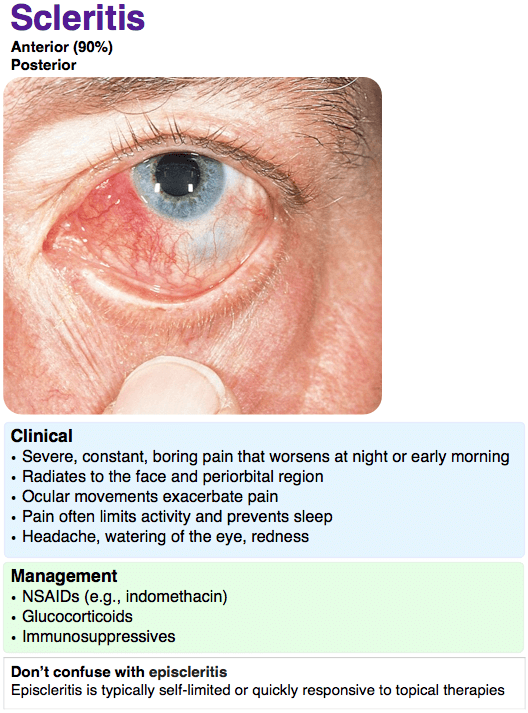 Scleritis
Anterior (90%)
Posterior
Clinical
• Severe, constant, boring pain that worsens at night or early morning
• Radiates to the face and periorbital region
• Ocular movements exacerbate pain
• Pain often limits activity and prevents sleep
• Headache, watering of the eye, redness
Management
• NSAIDs (e.g., indomethacin)
• Glucocorticoids
• Immunosuppressives
Don’t confuse with episcleritis
Episcleritis is typically self-limited or quickly responsive to topical therapies